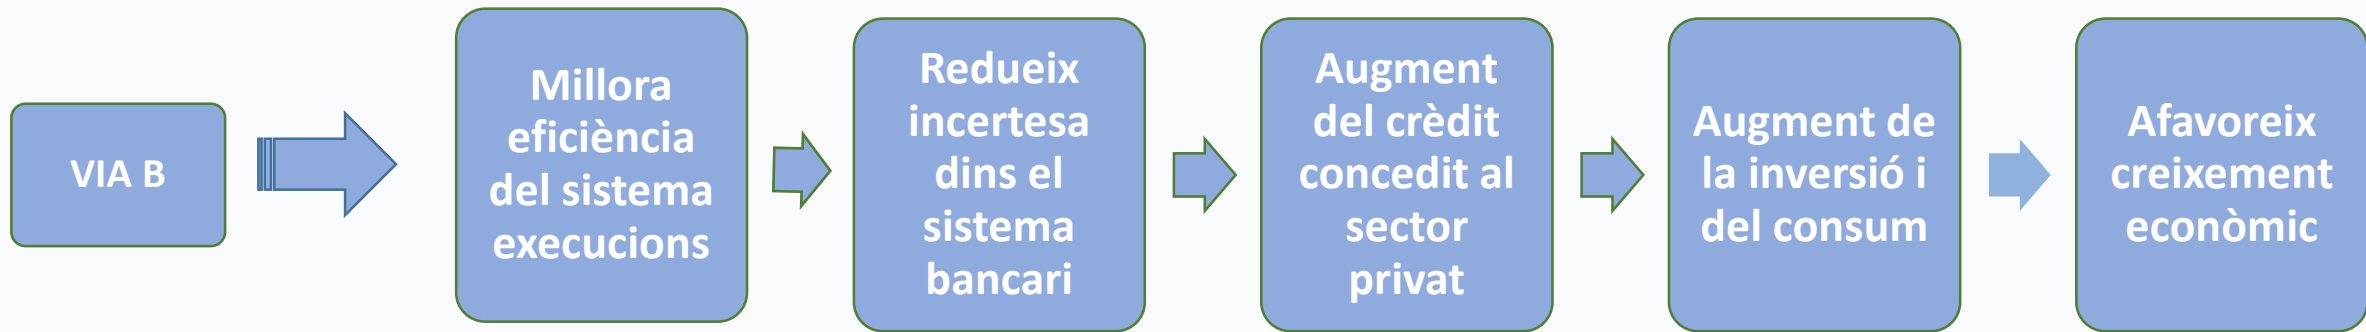 VIA B
Millora
eficiència
del sistema
execucions
Redueix
incertesa
dins el
sistema
bancari
Augment
del crèdit
concedit al
sector
privat
Augment de
la inversió i
del consum
Afavoreix
creixement
econòmic